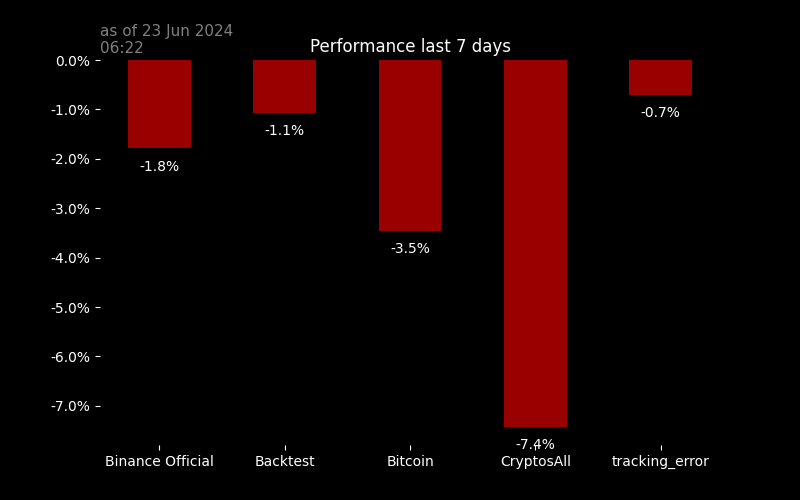 as of 23 Jun 2024
06:22
Performance last 7 days
0.0%
-1.0%
-2.0%
-3.0%
-4.0%
-5.0%
-6.0%
-7.0%
-1.8%
-1.1%
-3.5%
-7.4%
-0.7%
Binance Official
Backtest
Bitcoin
CryptosAll
tracking_error